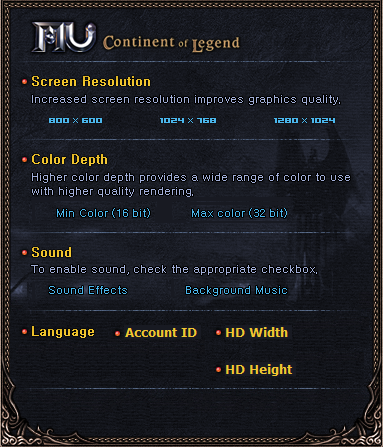 MU Continent of Legend
Screen Resolution
Increased screen resolution improves graphics quality.
800 x 600 1024 x 768 1280 x 1024
Color Depth
Higher color depth provides a wide range of color to use
with higher quality rendering.
Min Color (16 bit) Max color (32 bit)
Sound
To enable sound, check the appropriate checkbox.
Sound Effects Background Music
Language Account ID HD Width
HD Height